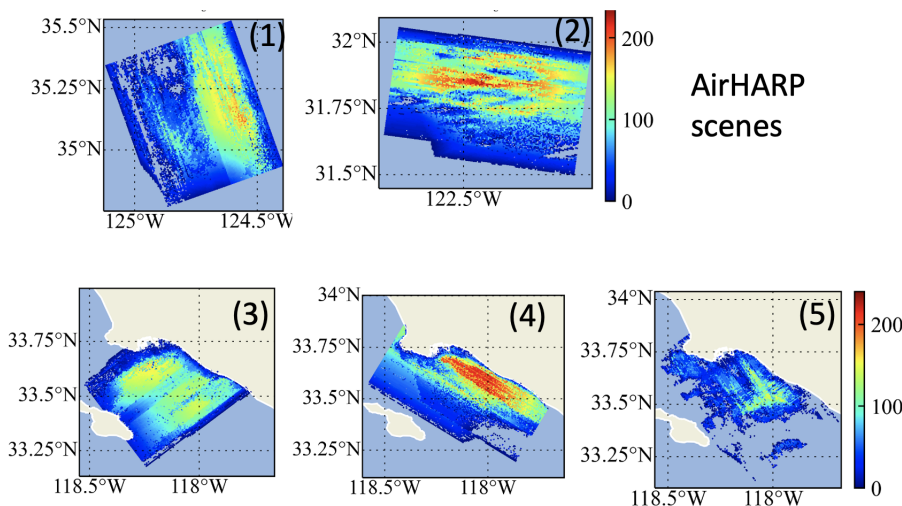 35.5°N
(1)
35.25°N
35°N
125°W
124.5°W
32°N
(2)
31.75°N
31.5°N
122.5°W
200
100
0
AirHARP
scenes
(3)
33.75°N
33.5°N
33.25°N
118.5°W
118°W
34°N
(4)
33.75°N
33.5°N
33.25°N
118.5°W
118°W
34°N
(5)
33.75°N
33.5°N
33.25°N
118.5°W
118°W
200
100
0